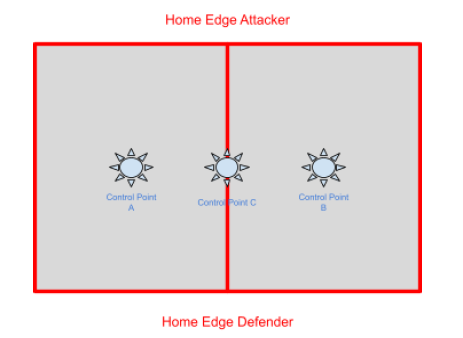 Home Edge Attacker
Control Point
A
Control Point C
Control Point
B
Home Edge Defender